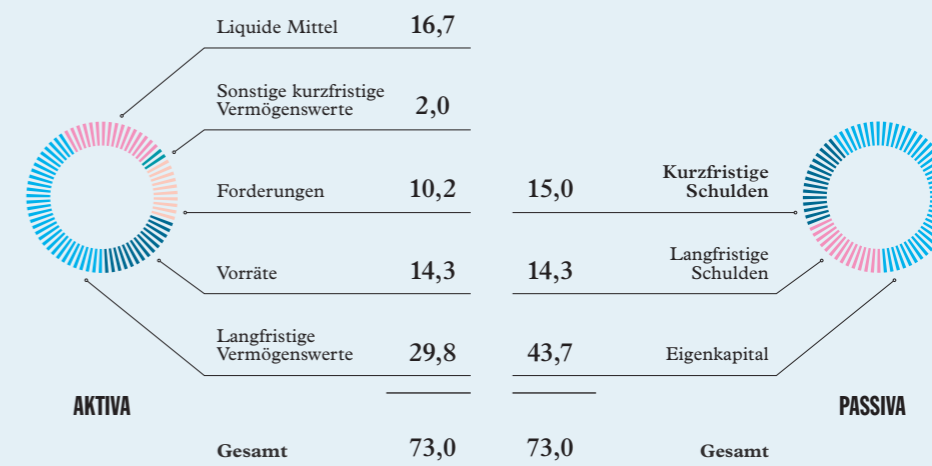 Liquide Mittel 16,7
Sonstige kurzfristige
Vermögenswerte 2,0
Forderungen 10,2
Vorräte 14,3
Langfristige
Vermögenswerte 29,8
AKTIVA
Gesamt 73,0
15,0 Kurzfristige
Schulden
14,3 Langfristige
Schulden
43,7 Eigenkapital
PASSIVA
73,0 Gesamt